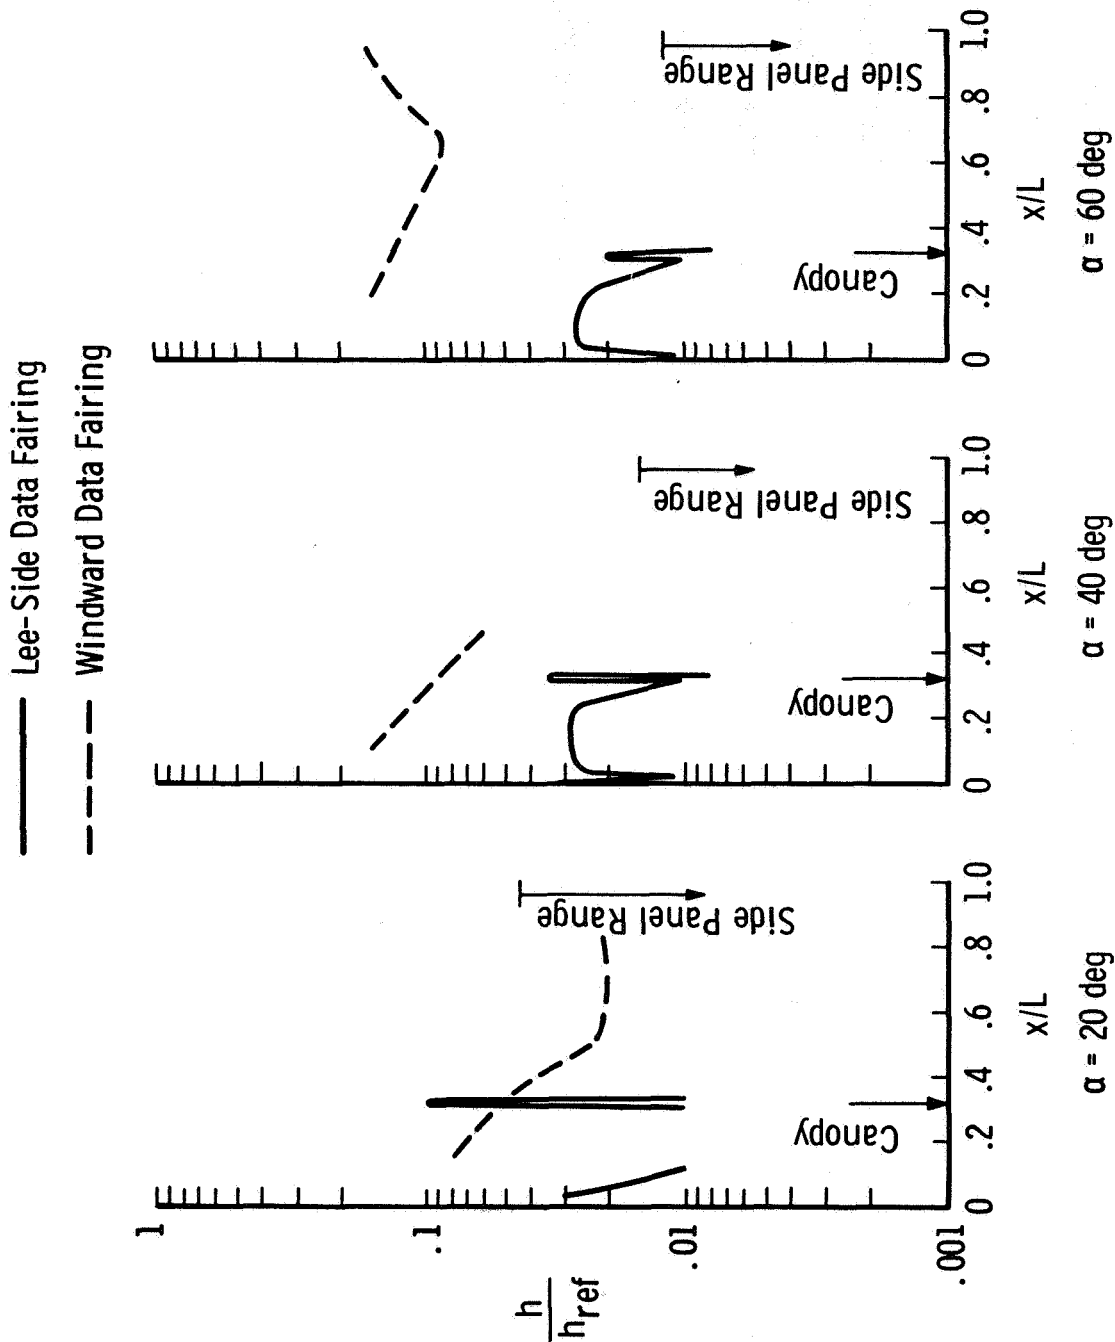 Lee-Side Data Fairing
Windward Data Fairing
h
h ref
1
.1
.01
.001
Canopy
Side Panel Range
0 .2 .4 .6 .8 1.0
x/L
α = 20 deg
Canopy
Side Panel Range
0 .2 .4 .6 .8 1.0
x/L
α = 40 deg
Canopy
Side Panel Range
0 .2 .4 .6 .8 1.0
x/L
α = 60 deg